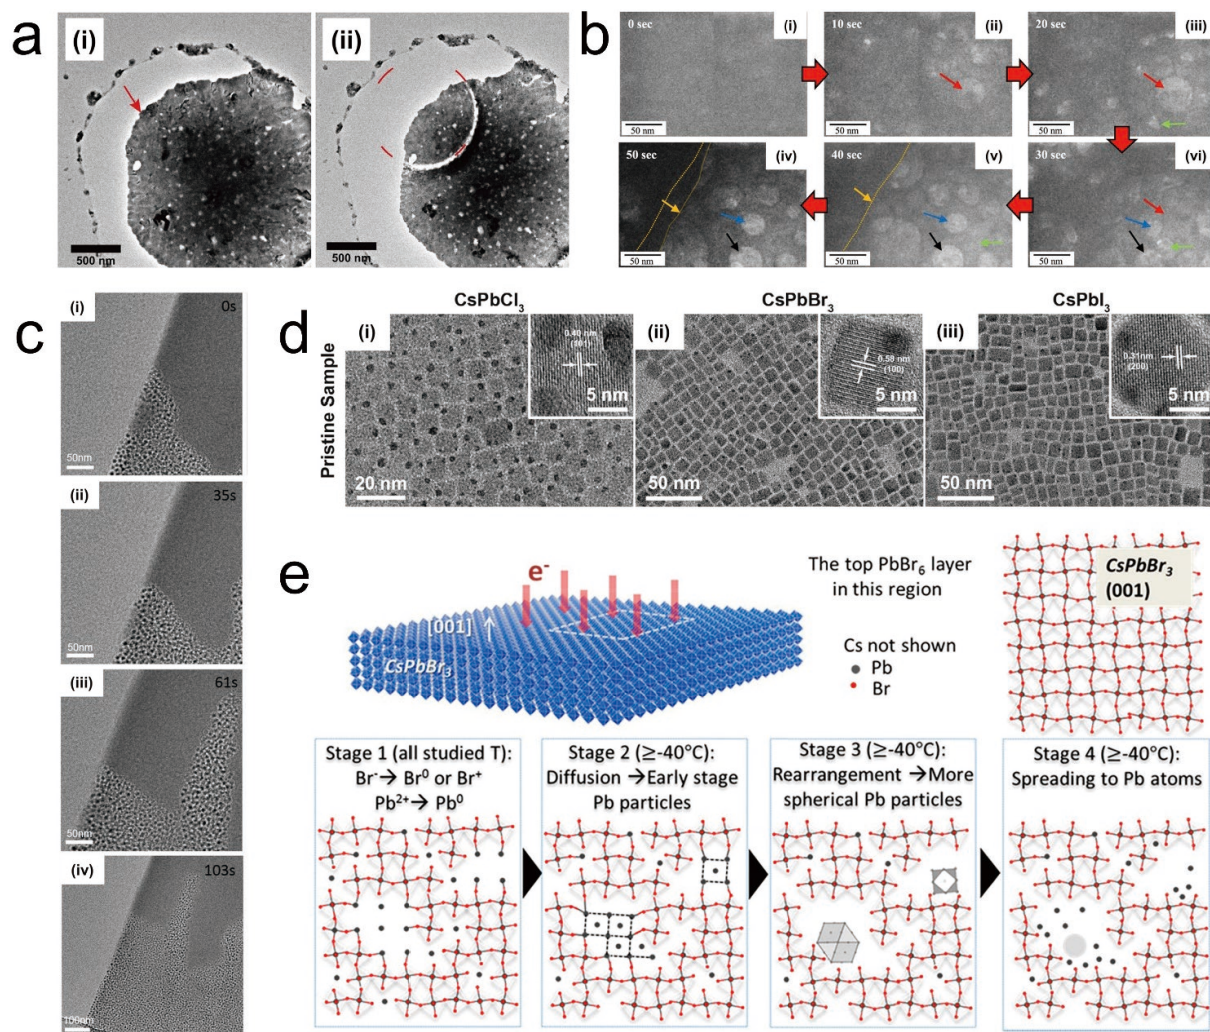 a
(i)
(ii)
500 nm
500 nm
b
0 sec
(i)
50 nm
10 sec
(ii)
50 nm
20 sec
(iii)
50 nm
50 sec
(iv)
50 nm
40 sec
(v)
50 nm
30 sec
(vi)
50 nm
c
(i)
0s
50nm
(ii)
35s
50nm
(iii)
61s
50nm
(iv)
103s
100nm
d
Pristine Sample
CsPbCl3
(i)
0.40 nm
(101)
5 nm
20 nm
CsPbBr3
(ii)
0.58 nm
(100)
5 nm
50 nm
CsPbI3
(iii)
0.31nm
(200)
5 nm
50 nm
e
e-
[001]
CsPbBr3
The top PbBr6 layer
in this region
Cs not shown
Pb
Br
CsPbBr3
(001)
Stage 1 (all studied T):
Br-→ Br0 or Br+
Pb2+→ Pb0
Stage 2 (≥-40°C):
Diffusion →Early stage
Pb particles
Stage 3 (≥-40°C):
Rearrangement →More
spherical Pb particles
Stage 4 (≥-40°C):
Spreading to Pb atoms